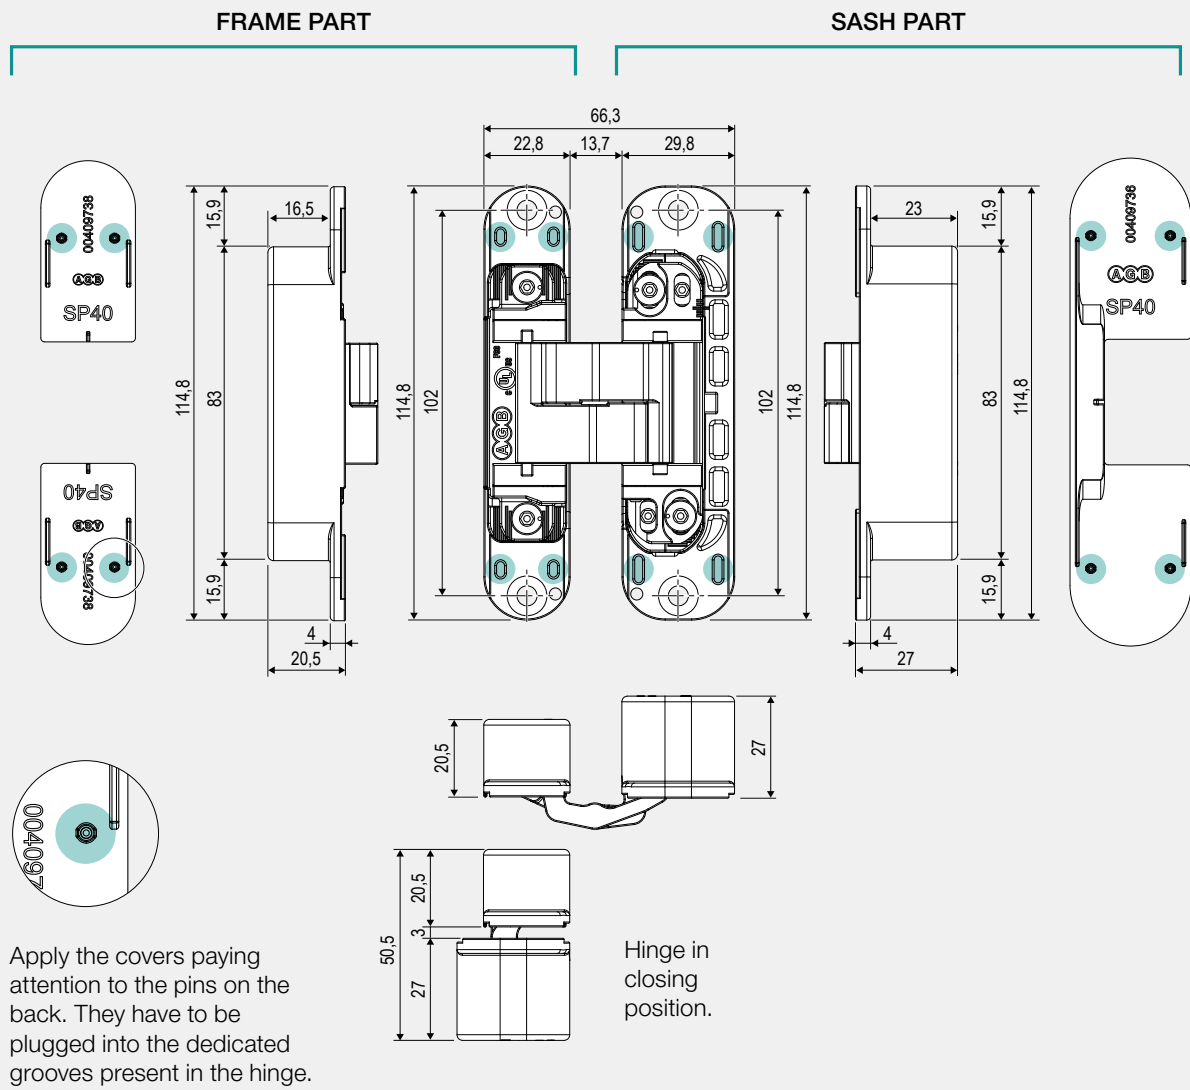 FRAME PART
SASH PART
66,3
22,8
13,7
29,8
00409738
AGB
SP40
15,9
16,5
114,8
83
15,9
4
20,5
114,8
102
UL
AGB
102
114,8
23
15,9
83
114,8
15,9
4
27
00409736
AGB
SP40
SP40
AGB
00409738
20,5
27
004097
50,5
20,5
3
27
Apply the covers paying
attention to the pins on the
back. They have to be
plugged into the dedicated
grooves present in the hinge.
Hinge in
closing
position.